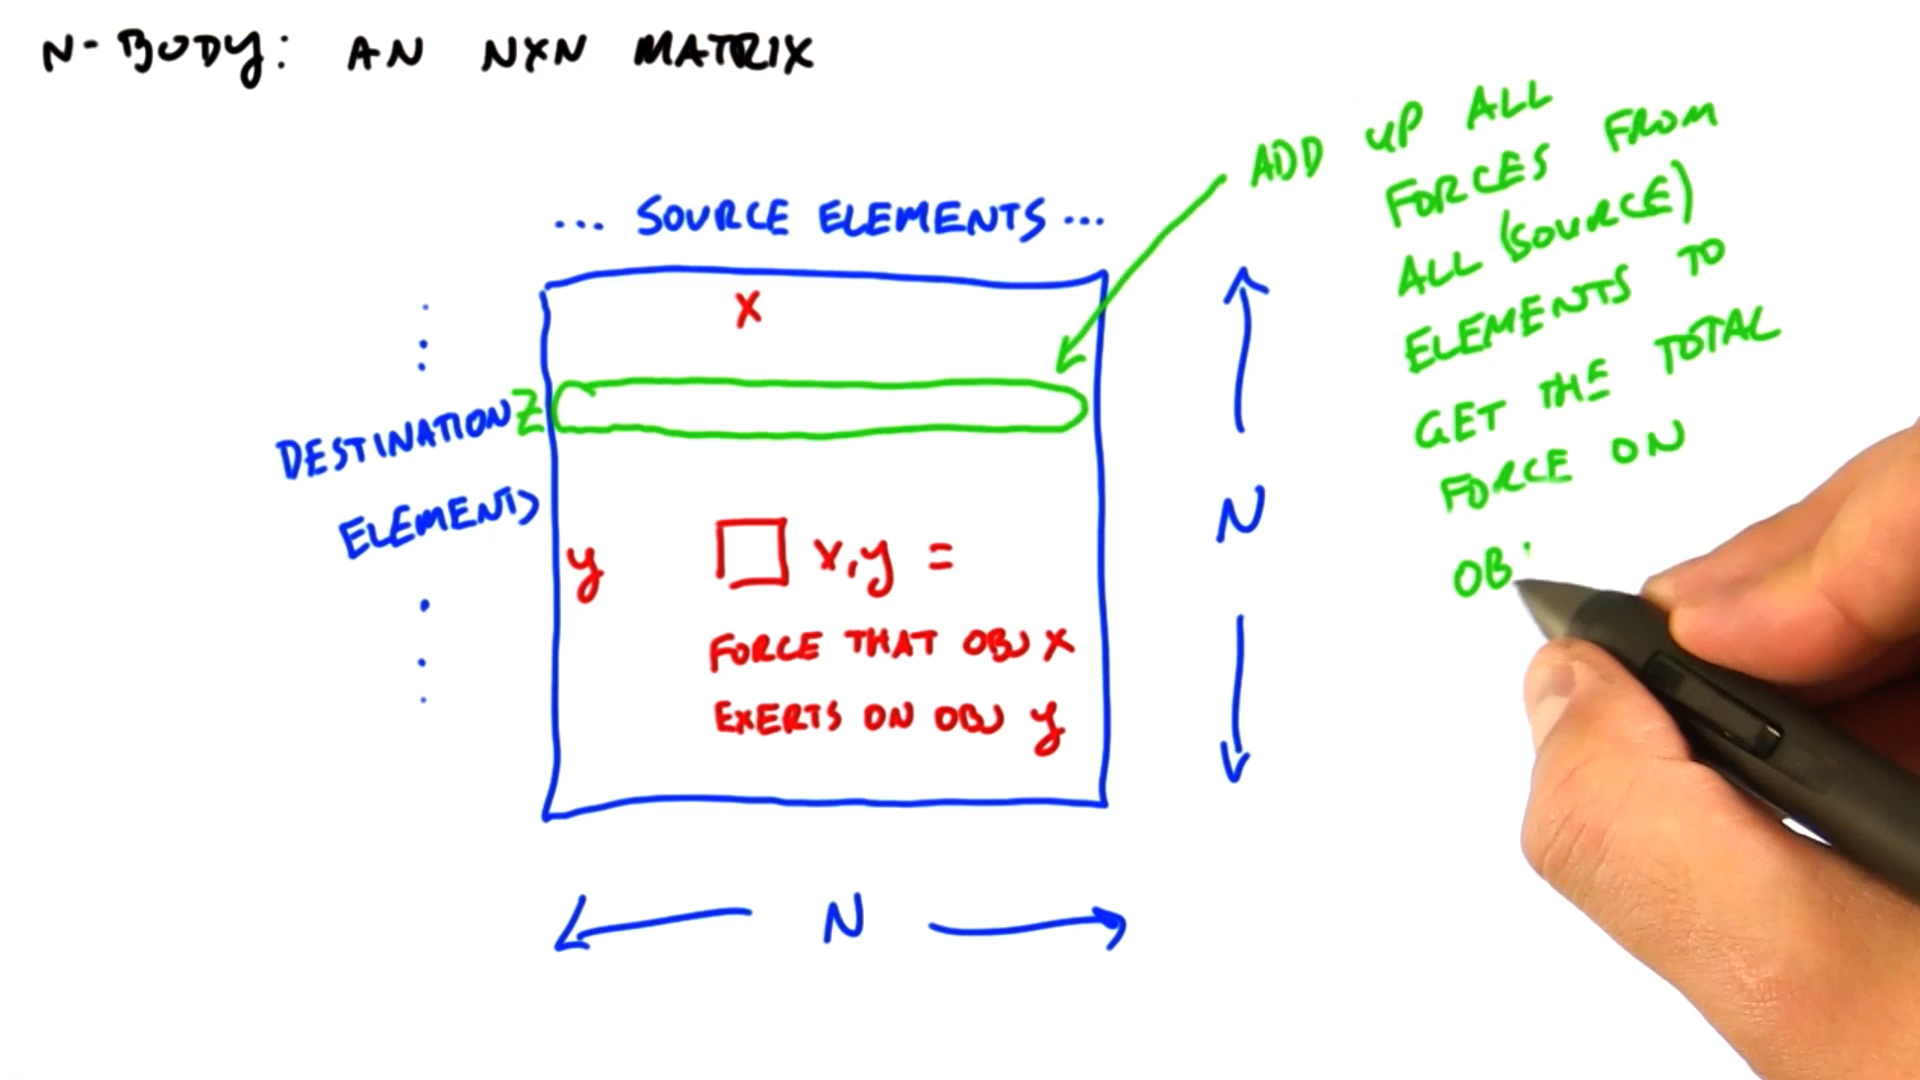 N-BODY: AN NXN MATRIX
... SOURCE ELEMENTS ...
X
DESTINATION Z
ELEMENTS
y
x,y =
FORCE THAT OBJ X
EXERTS ON OBJ y
N
N
ADD UP ALL
FORCES FROM
ALL (SOURCE)
ELEMENTS TO
GET THE TOTAL
FORCE ON
OB